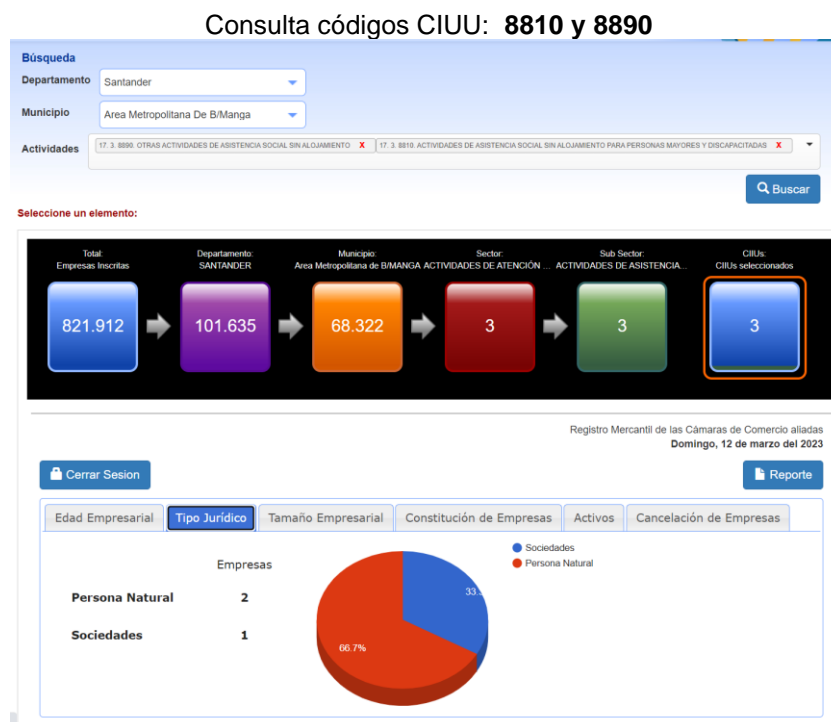 Consulta códigos CIUU: 8810 y 8890
Búsqueda
Departamento
Santander
Municipio
Area Metropolitana De B/Manga
Actividades
17. 3. 8890. OTRAS ACTIVIDADES DE ASISTENCIA SOCIAL SIN ALOJAMIENTO X 17. 3. 8810. ACTIVIDADES DE ASISTENCIA SOCIAL SIN ALOJAMIENTO PARA PERSONAS MAYORES Y DISCAPACITADAS X
Buscar
Seleccione un elemento:
Total:
Empresas Inscritas
Departamento:
SANTANDER
Municipio:
Area Metropolitana de B/MANGA
Sector:
ACTIVIDADES DE ATENCIÓN ...
Sub Sector:
ACTIVIDADES DE ASISTENCIA...
CIIUs:
CIIUs seleccionados
821.912
101.635
68.322
3
3
3
Registro Mercantil de las Cámaras de Comercio aliadas
Domingo, 12 de marzo del 2023
Cerrar Sesion
Reporte
Edad Empresarial Tipo Jurídico Tamaño Empresarial Constitución de Empresas Activos Cancelación de Empresas
Empresas
Persona Natural 2
Sociedades 1
Sociedades
Persona Natural
66.7%